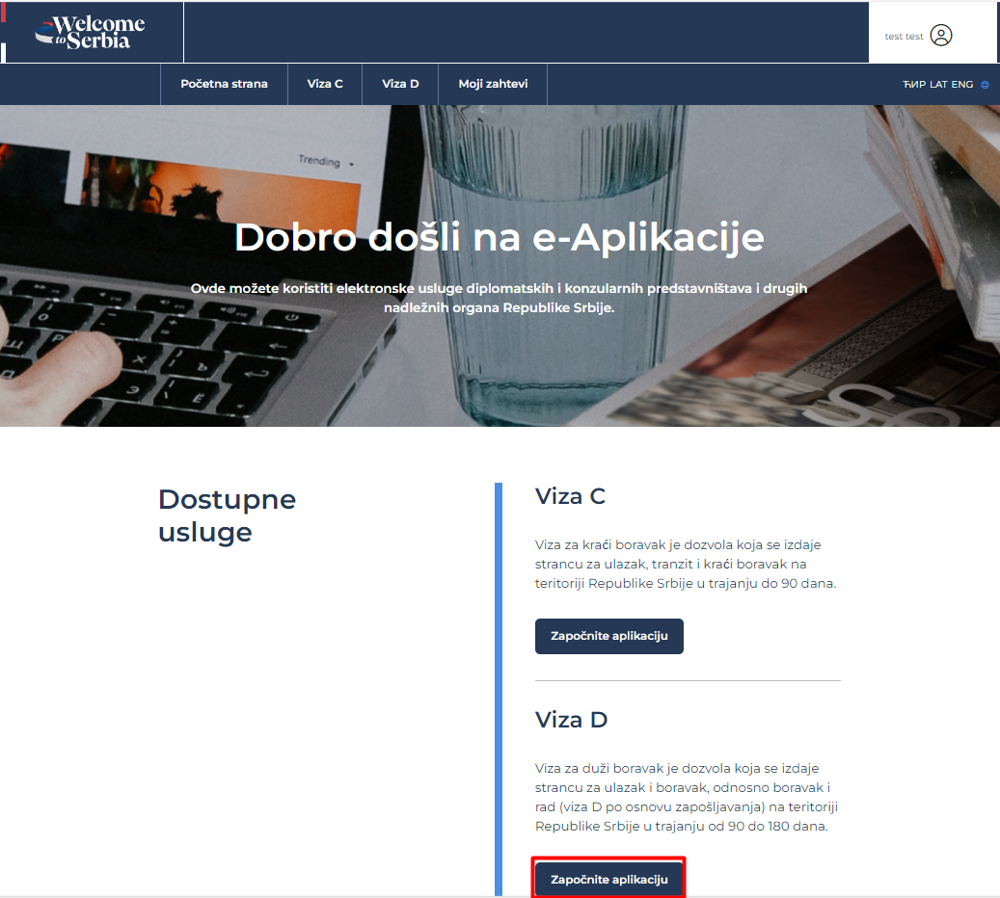 Welcome
to Serbia
test test
Početna strana
Viza C
Viza D
Moji zahtevi
ЋИР LAT ENG
Trending
Dobro došli na e-Aplikacije
Ovde možete koristiti elektronske usluge diplomatskih i konzularnih predstavništava i drugih
nadležnih organa Republike Srbije.
Dostupne
usluge
Viza C
Viza za kraći boravak je dozvola koja se izdaje
strancu za ulazak, tranzit i kraći boravak na
teritoriji Republike Srbije u trajanju do 90 dana.
Započnite aplikaciju
Viza D
Viza za duži boravak je dozvola koja se izdaje
strancu za ulazak i boravak, odnosno boravak i
rad (viza D po osnovu zapošljavanja) na teritoriji
Republike Srbije u trajanju od 90 do 180 dana.
Započnite aplikaciju